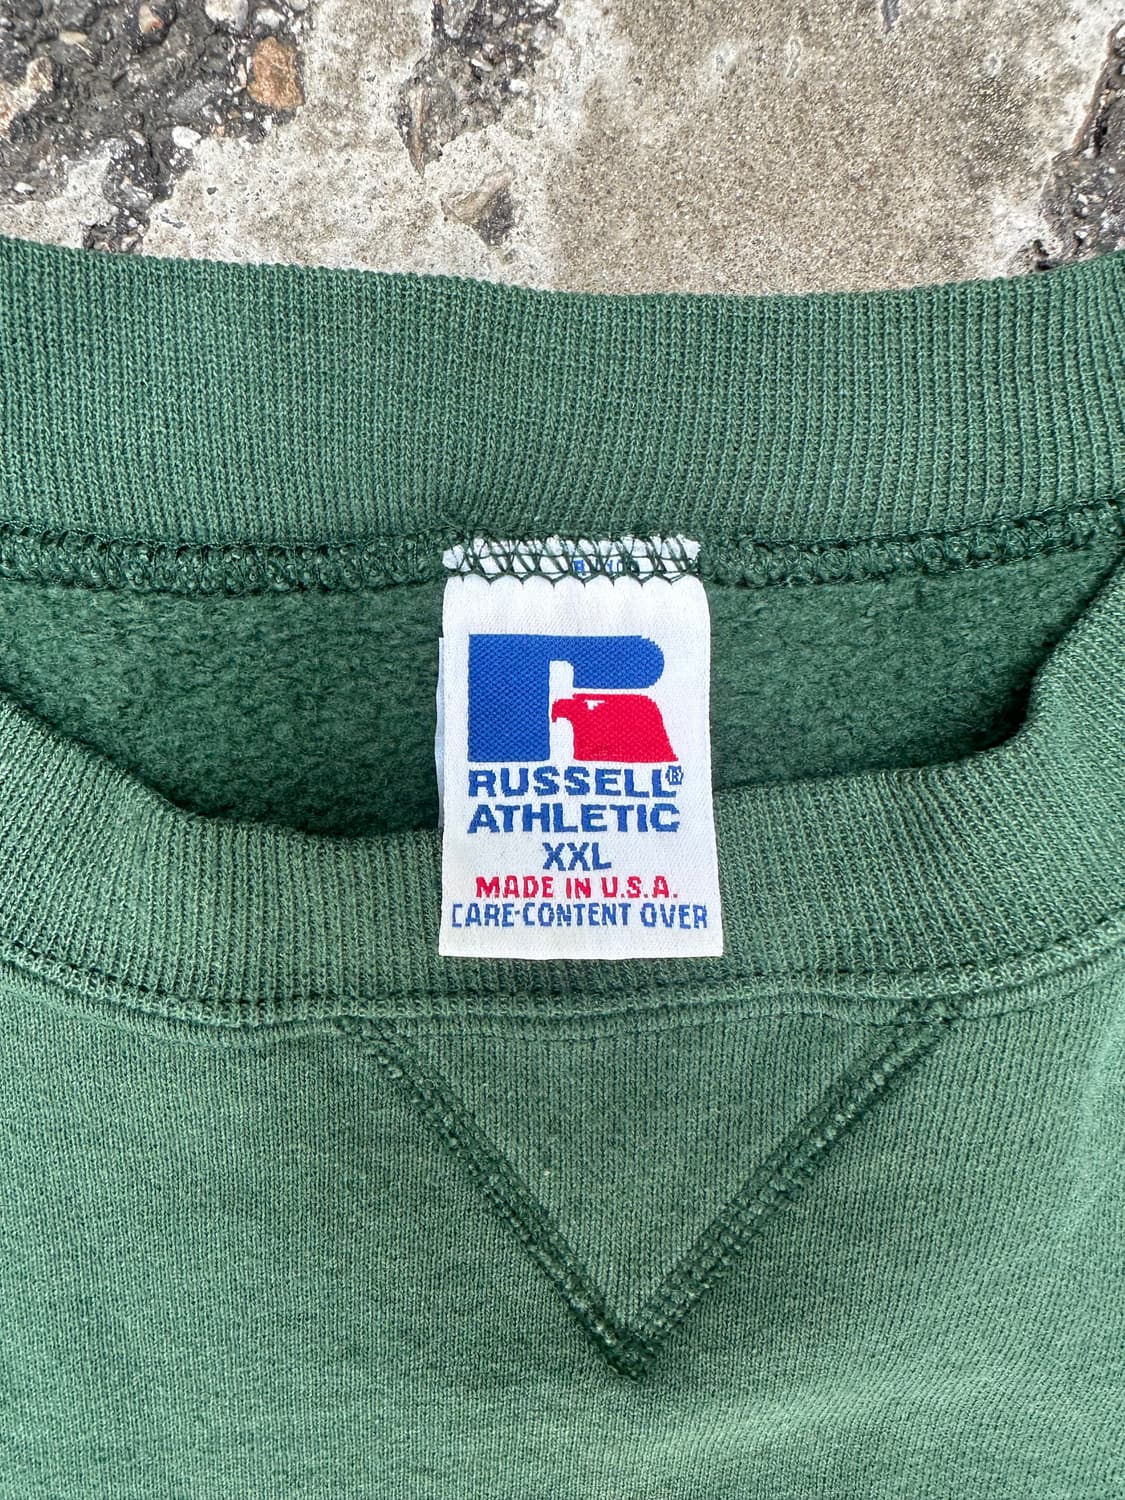 RUSSELL®
ATHLETIC
XXL
MADE IN U.S.A.
CARE-CONTENT OVER